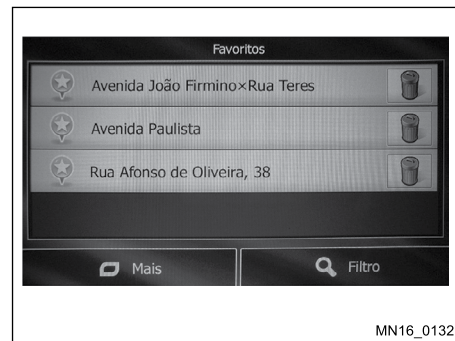 Favoritos
Avenida João Firmino×Rua Teres
Avenida Paulista
Rua Afonso de Oliveira, 38
Mais
Filtro
MN16_0132